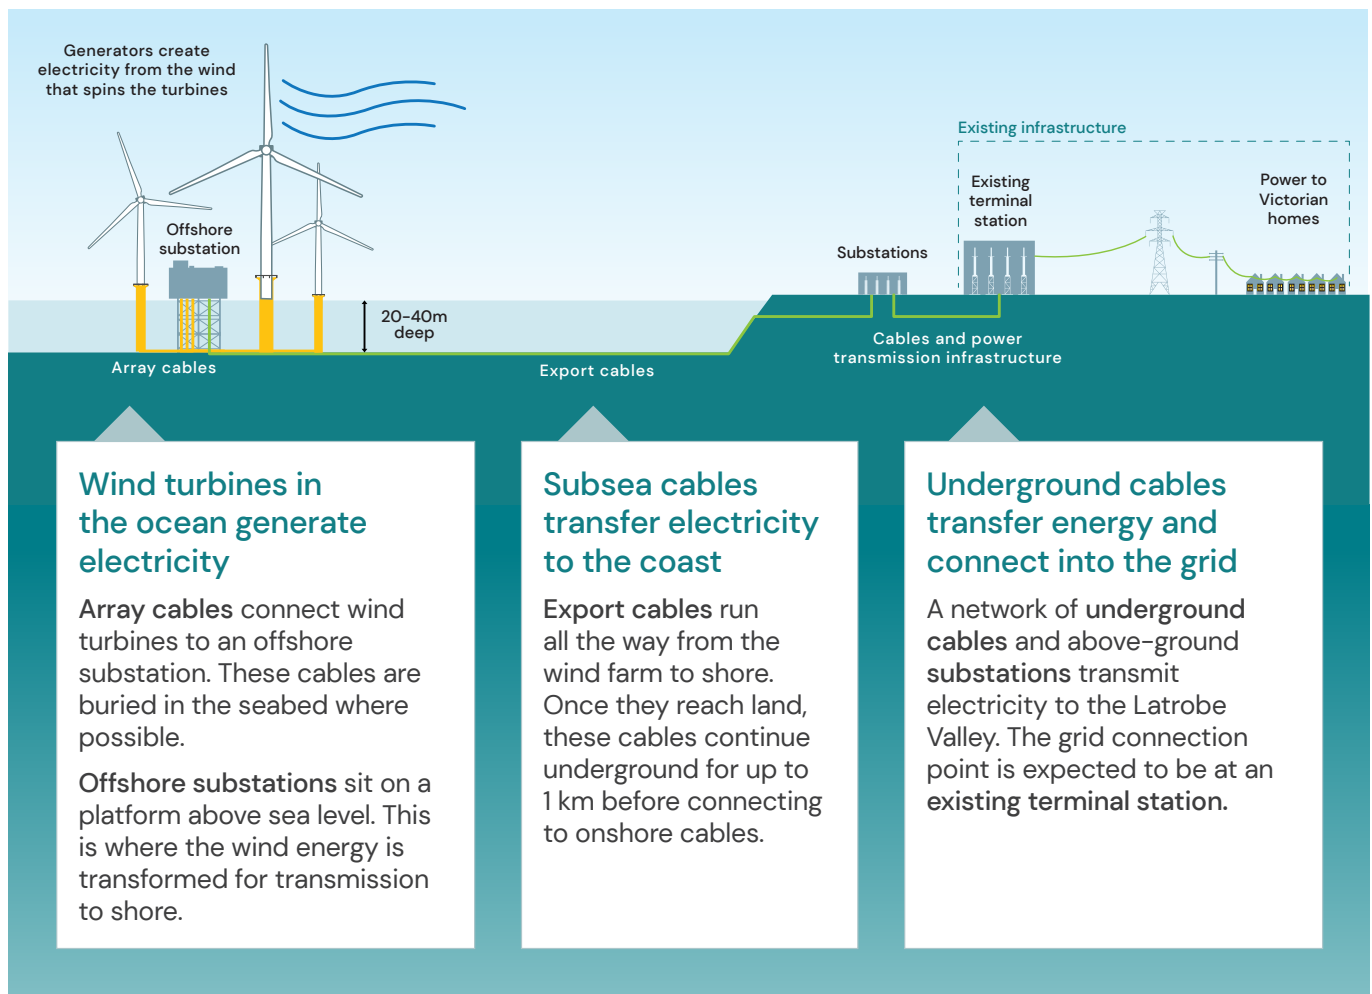 Generators create
electricity from the wind
that spins the turbines
Offshore
substation
20-40m
deep
Array cables
Export cables
Substations
Existing infrastructure
Existing
terminal
station
Power to
Victorian
homes
Cables and power
transmission infrastructure
Wind turbines in
the ocean generate
electricity
Array cables connect wind
turbines to an offshore
substation. These cables are
buried in the seabed where
possible.
Offshore substations sit on a
platform above sea level. This
is where the wind energy is
transformed for transmission
to shore.
Subsea cables
transfer electricity
to the coast
Export cables run
all the way from the
wind farm to shore.
Once they reach land,
these cables continue
underground for up to
1 km before connecting
to onshore cables.
Underground cables
transfer energy and
connect into the grid
A network of underground
cables and above-ground
substations transmit
electricity to the Latrobe
Valley. The grid connection
point is expected to be at an
existing terminal station.